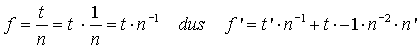 f = t/n = t · 1/n = t · n⁻¹ dus f' = t' · n⁻¹ + t · -1 · n⁻² · n'